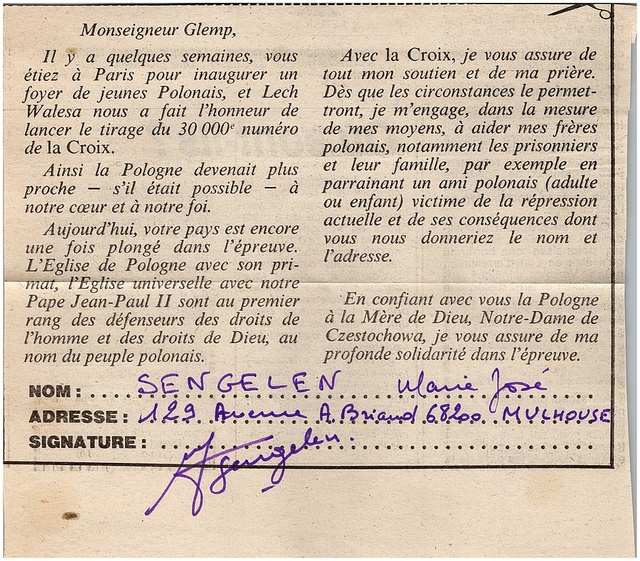 Monseigneur Glemp,
Il y a quelques semaines, vous
étiez à Paris pour inaugurer un
foyer de jeunes Polonais, et Lech
Walesa nous a fait l'honneur de
lancer le tirage du 30 000e numéro
de la Croix.
Ainsi la Pologne devenait plus
proche — s'il était possible — à
notre cœur et à notre foi.
Aujourd'hui, votre pays est encore
une fois plongé dans l'épreuve.
L'Eglise de Pologne avec son pri-
mat, l'Eglise universelle avec notre
Pape Jean-Paul II sont au premier
rang des défenseurs des droits de
l'homme et des droits de Dieu, au
nom du peuple polonais.
Avec la Croix, je vous assure de
tout mon soutien et de ma prière.
Dès que les circonstances le permet-
tront, je m'engage, dans la mesure
de mes moyens, à aider mes frères
polonais, notamment les prisonniers
et leur famille, par exemple en
parrainant un ami polonais (adulte
ou enfant) victime de la répression
actuelle et de ses conséquences dont
vous nous donneriez le nom et
l'adresse.
En confiant avec vous la Pologne
à la Mère de Dieu, Notre-Dame de
Czestochowa, je vous assure de ma
profonde solidarité dans l'épreuve.
NOM : SENGELEN Marie José
ADRESSE : 129 Avenue A. Briand 68200 MULHOUSE
SIGNATURE : Sengelen